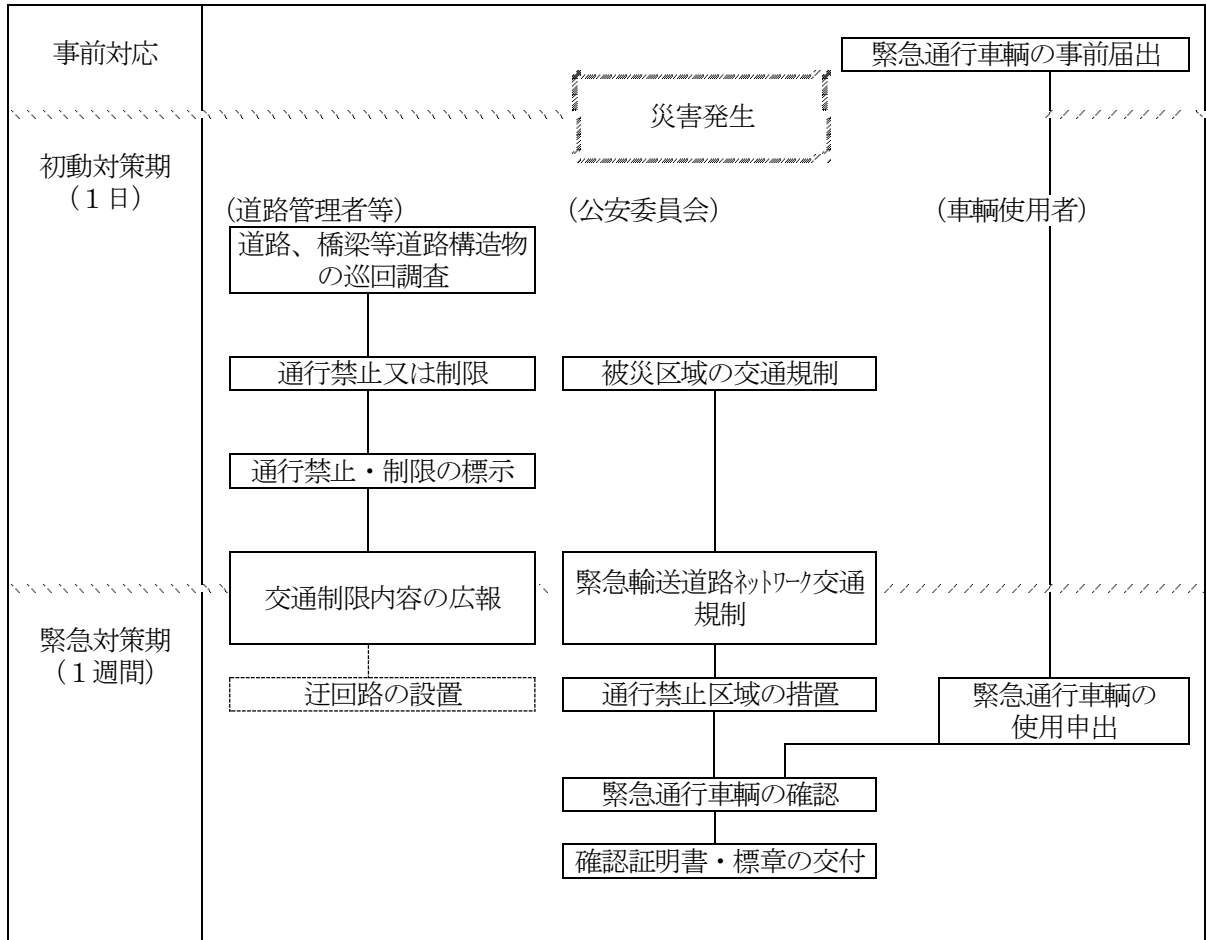 事前対応
緊急通行車輌の事前届出
災害発生
初動対策期
(1日)
(道路管理者等)
(公安委員会)
(車輌使用者)
道路、橋梁等道路構造物
の巡回調査
通行禁止又は制限
被災区域の交通規制
通行禁止・制限の標示
交通制限内容の広報
緊急輸送道路ﾈｯﾄﾜｰｸ交通
規制
緊急対策期
(1週間)
迂回路の設置
通行禁止区域の措置
緊急通行車輌の
使用申出
緊急通行車輌の確認
確認証明書・標章の交付